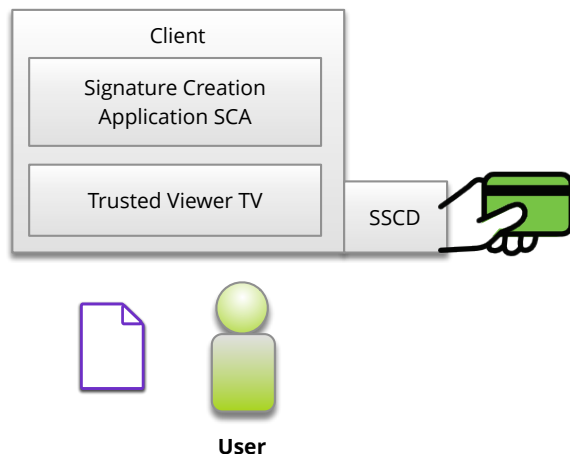 Client
Signature Creation
Application SCA
Trusted Viewer TV
SSCD
User